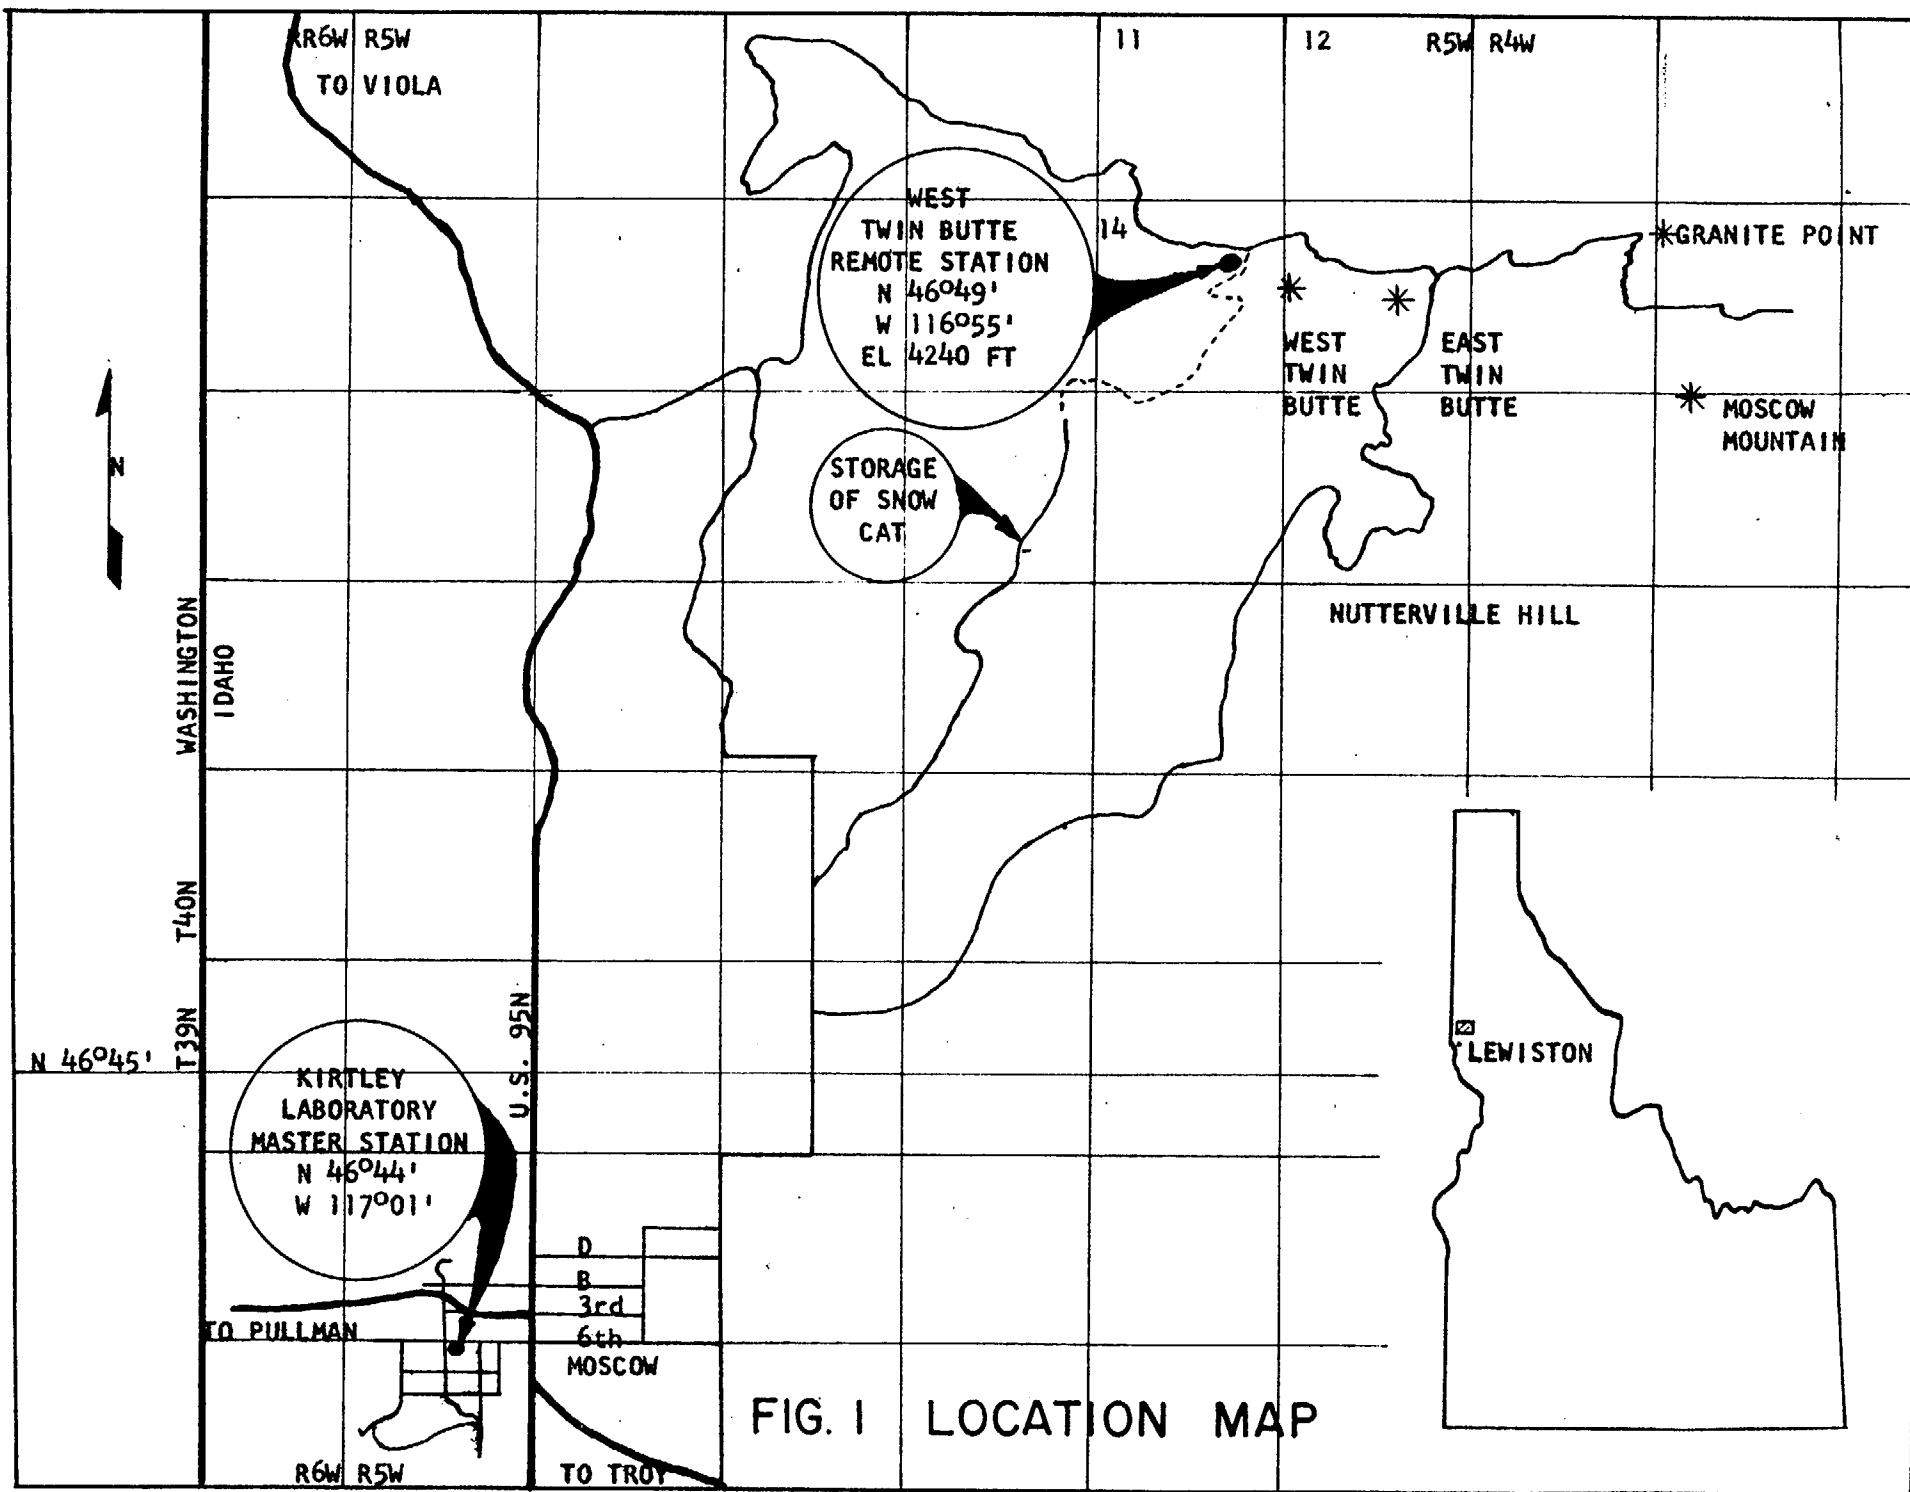 RR6W R5W
TO VIOLA
11
12
R5W R4W
WEST
TWIN BUTTE
REMOTE STATION
N 46°49'
W 116°55'
EL 4240 FT
14
GRANITE POINT
WEST
TWIN
BUTTE
EAST
TWIN
BUTTE
MOSCOW
MOUNTAIN
N
STORAGE
OF SNOW
CAT
NUTTERVILLE HILL
WASHINGTON
IDAHO
T40N
T39N
N 46°45'
U.S. 95N
KIRTLEY
LABORATORY
MASTER STATION
N 46°44'
W 117°01'
LEWISTON
D
B
3rd
6th
MOSCOW
TO PULLMAN
R6W R5W
TO TROY
FIG. 1 LOCATION MAP